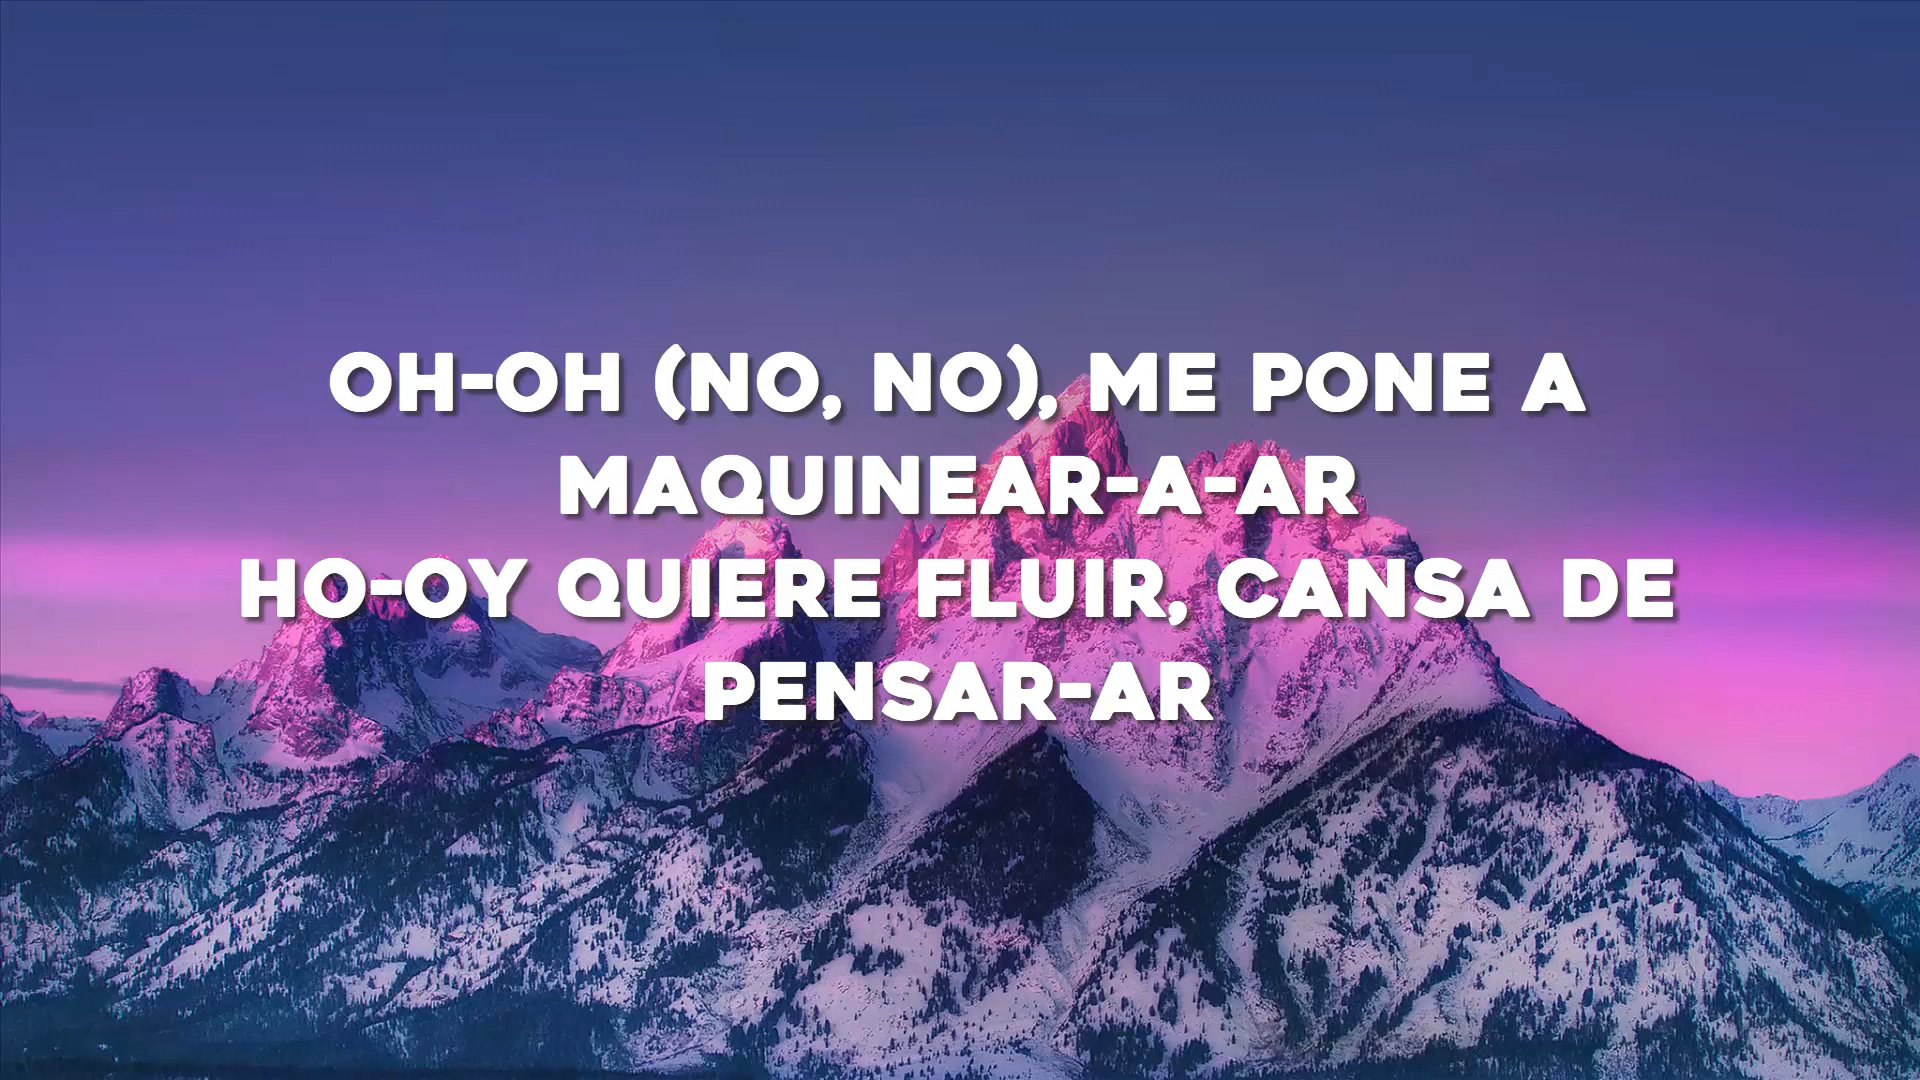 OH-OH (NO, NO), ME PONE A
MAQUINEAR-A-AR
HO-OY QUIERE FLUIR, CANSA DE
PENSAR-AR